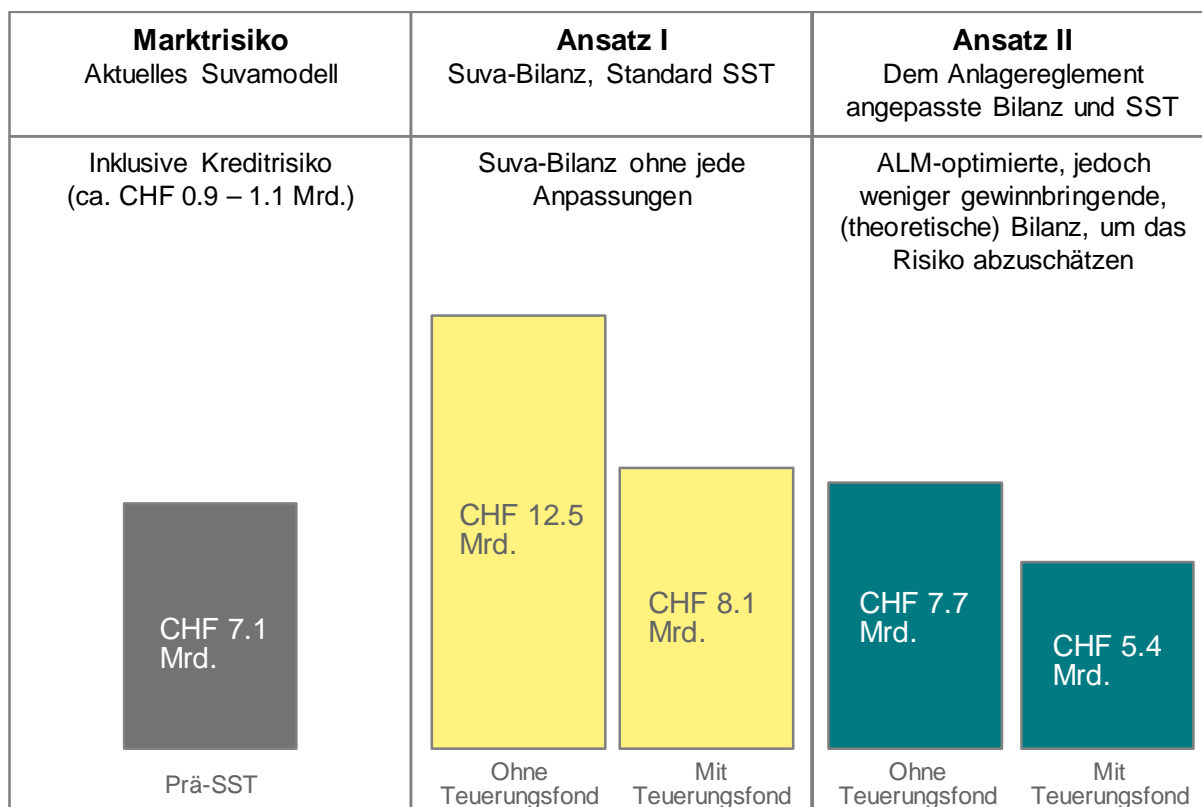 Marktrisiko
Aktuelles Suvamodell
Ansatz I
Suva-Bilanz, Standard SST
Ansatz II
Dem Anlagereglement
angepasste Bilanz und SST
Inklusive Kreditrisiko
(ca. CHF 0.9 – 1.1 Mrd.)
Suva-Bilanz ohne jede
Anpassungen
ALM-optimierte, jedoch
weniger gewinnbringende,
(theoretische) Bilanz, um das
Risiko abzuschätzen
CHF 7.1
Mrd.
CHF 12.5
Mrd.
CHF 8.1
Mrd.
CHF 7.7
Mrd.
CHF 5.4
Mrd.
Prä-SST
Ohne
Teuerungsfond
Mit
Teuerungsfond
Ohne
Teuerungsfond
Mit
Teuerungsfond